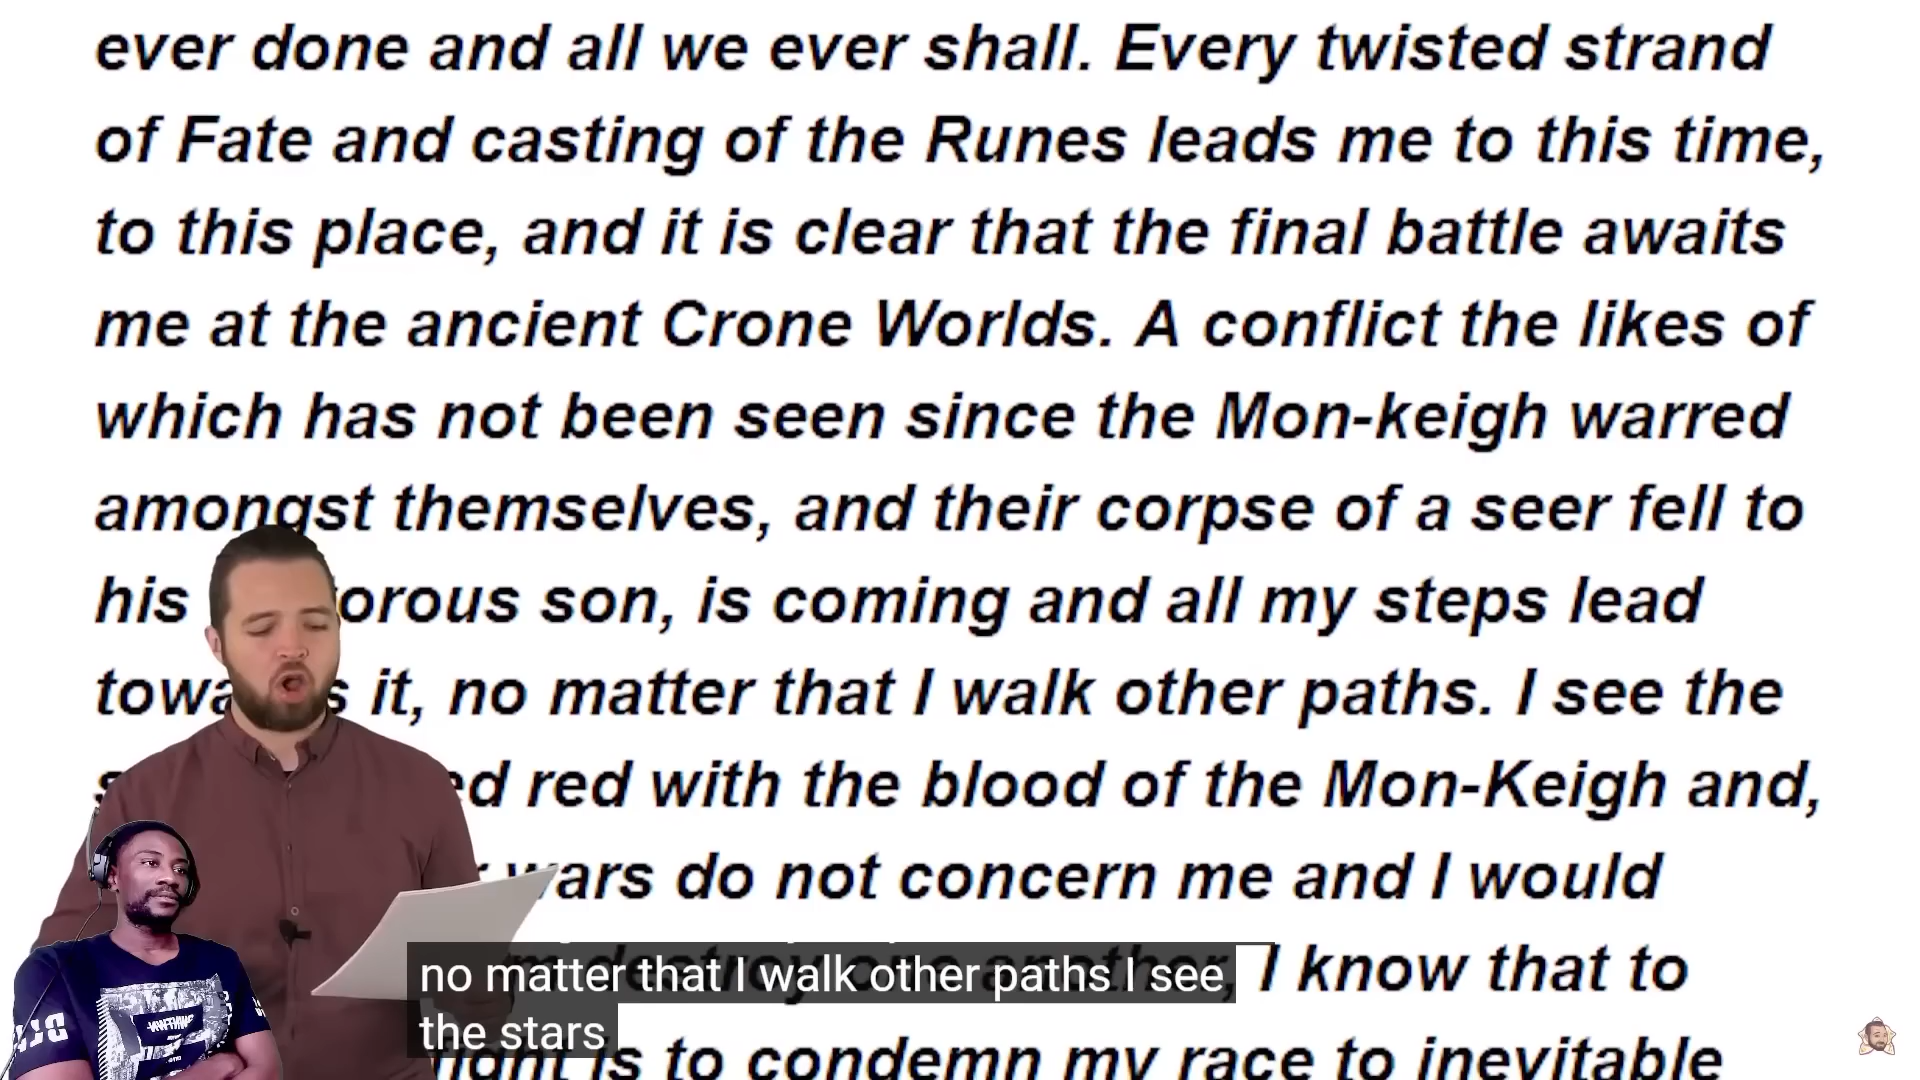 ever done and all we ever shall. Every twisted strand
of Fate and casting of the Runes leads me to this time,
to this place, and it is clear that the final battle awaits
me at the ancient Crone Worlds. A conflict the likes of
which has not been seen since the Mon-keigh warred
amongst themselves, and their corpse of a seer fell to
his son, is coming and all my steps lead
it, no matter that I walk other paths. I see the
red with the blood of the Mon-Keigh and,
wars do not concern me and I would
destroy one another, I know that to
is to condemn my race to inevitable
no matter that I walk other paths I see
the stars